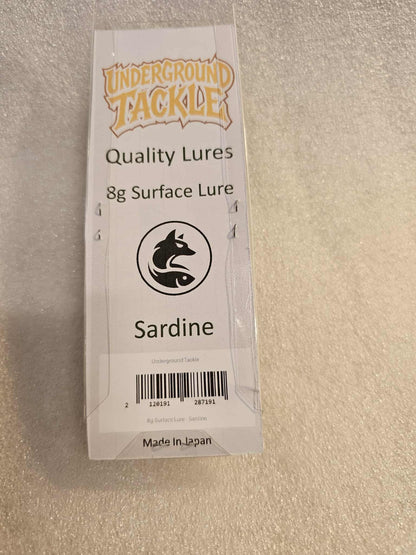 UNDERGROUND
TACKLE
Quality Lures
8g Surface Lure
Sardine
Underground Tackle
2 120191 287191
8g Surface Lure - Sardine
Made In Japan